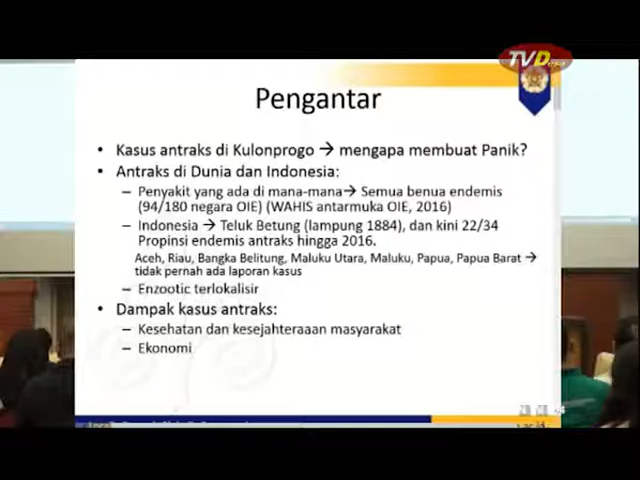 TVD
Pengantar
• Kasus antraks di Kulonprogo → mengapa membuat Panik?
• Antraks di Dunia dan Indonesia:
– Penyakit yang ada di mana-mana→ Semua benua endemis
(94/180 negara OIE) (WAHIS antarmuka OIE, 2016)
– Indonesia → Teluk Betung (lampung 1884), dan kini 22/34
Propinsi endemis antraks hingga 2016.
Aceh, Riau, Bangka Belitung, Maluku Utara, Maluku, Papua, Papua Barat →
tidak pernah ada laporan kasus
– Enzootic terlokalisir
• Dampak kasus antraks:
– Kesehatan dan kesejahteraaan masyarakat
– Ekonomi